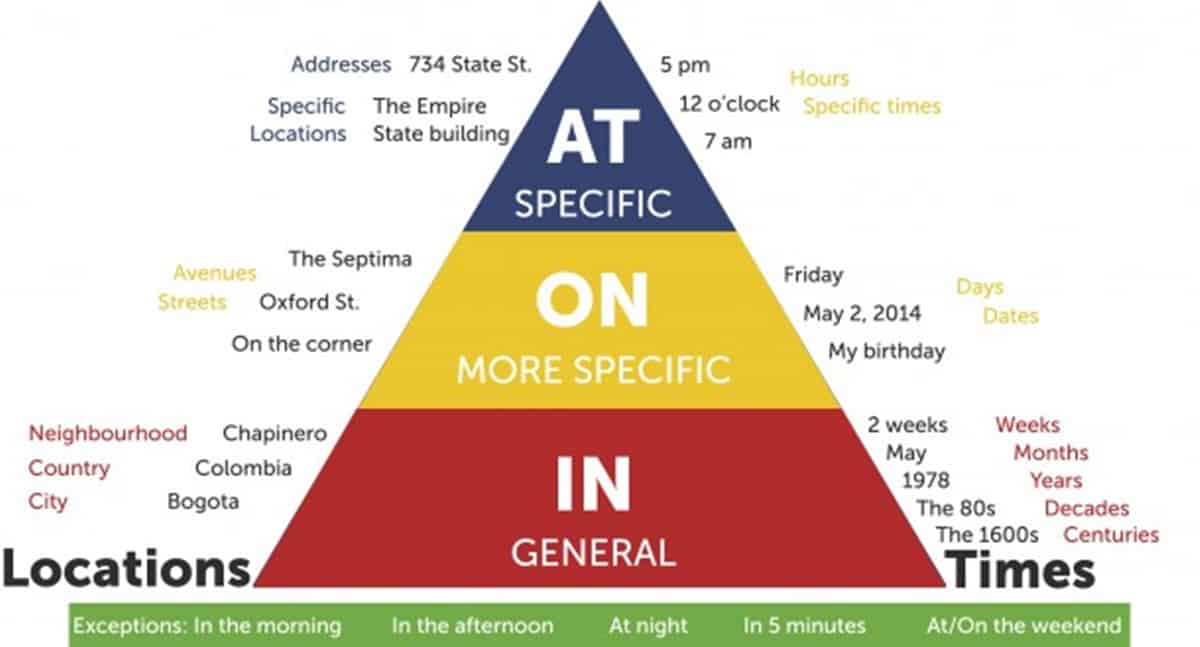 Addresses 734 State St.
Specific The Empire
Locations State building
AT
SPECIFIC
5 pm
Hours
12 o'clock Specific times
7 am
The Septima
Avenues
Streets Oxford St.
On the corner
ON
MORE SPECIFIC
Friday
Days
May 2, 2014
Dates
My birthday
Neighbourhood Chapinero
Country Colombia
City Bogota
IN
GENERAL
2 weeks Weeks
May Months
1978 Years
The 80s Decades
The 1600s Centuries
Locations
Times
Exceptions: In the morning In the afternoon At night In 5 minutes At/On the weekend